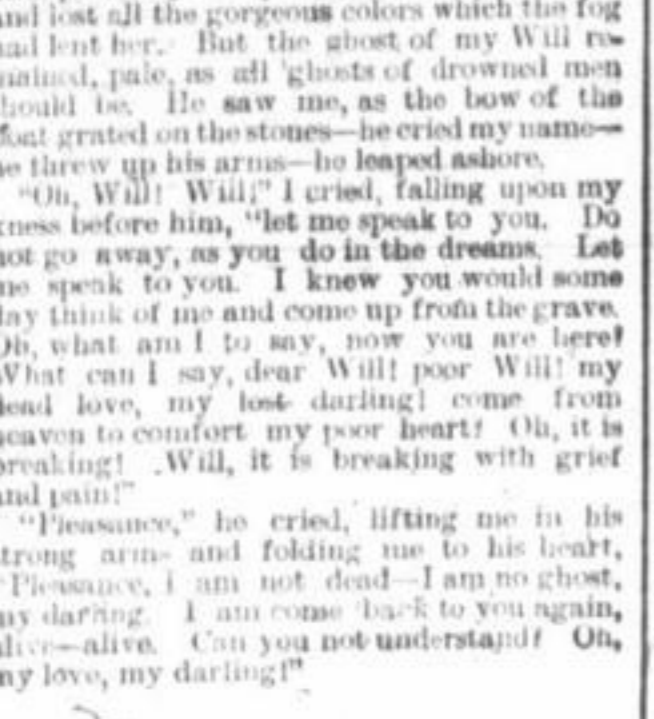 and lost all the gorgeous colors which the fog
had lent her. But the ghost of my Will re-
mained, pale, as all ghosts of drowned men
should be. He saw me, as the bow of the
float grated on the stones—he cried my name—
he threw up his arms—he leaped ashore.
"Oh, Will! Will!" I cried, falling upon my
kness before him, "let me speak to you. Do
not go away, as you do in the dreams. Let
me speak to you. I knew you would some
day think of me and come up from the grave.
Oh, what am I to say, now you are here?
What can I say, dear Will! poor Will! my
dead love, my lost darling! come from
heaven to comfort my poor heart? Oh, it is
breaking! Will, it is breaking with grief
and pain!"
"Pleasance," he cried, lifting me in his
strong arms and folding me to his heart,
"Pleasance, I am not dead—I am no ghost,
my darling. I am come back to you again,
alive—alive. Can you not understand? Oh,
my love, my darling!"